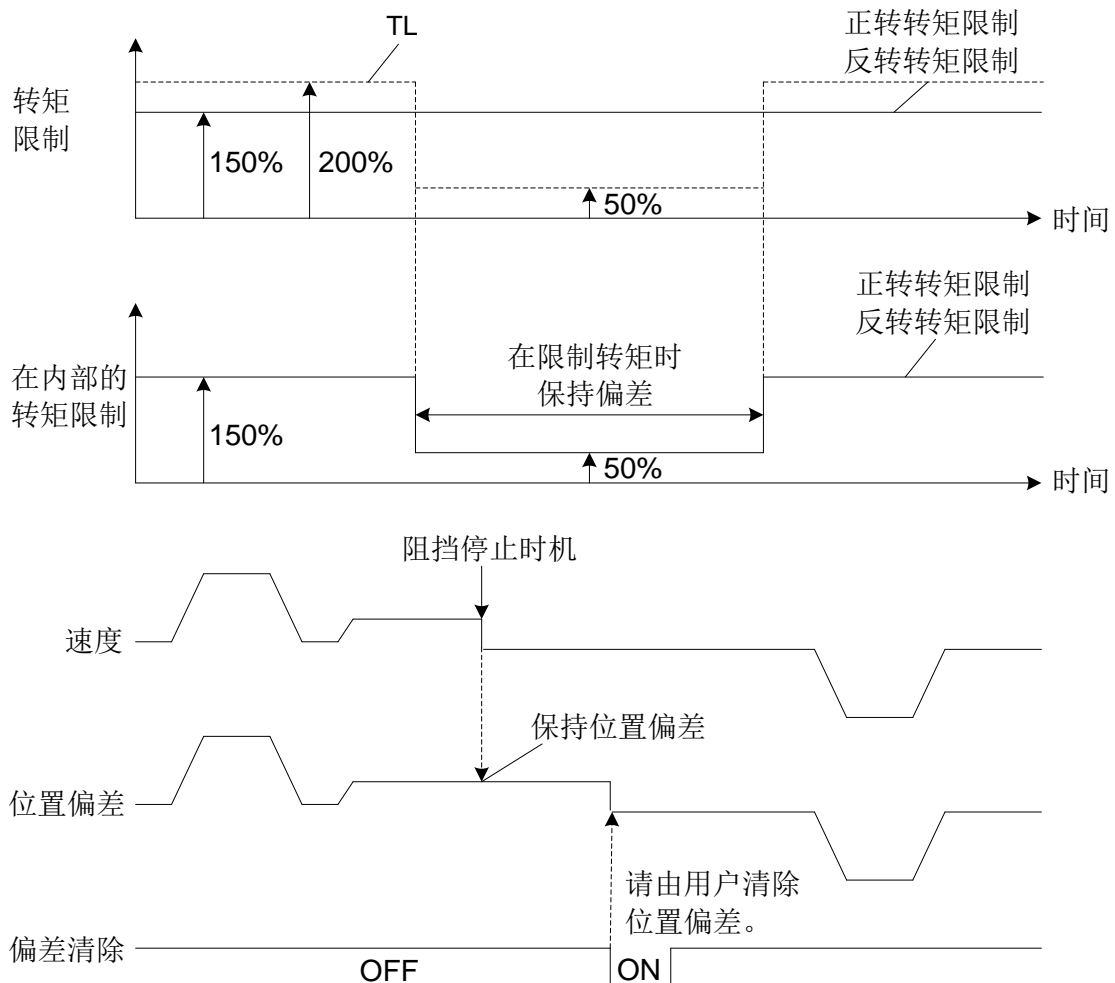 TL
正转转矩限制
反转转矩限制
转矩
限制
150%
200%
50%
时间
正转转矩限制
反转转矩限制
在限制转矩时
保持偏差
在内部的
转矩限制
150%
50%
时间
阻挡停止时机
速度
保持位置偏差
位置偏差
请由用户清除
位置偏差。
偏差清除
OFF
ON